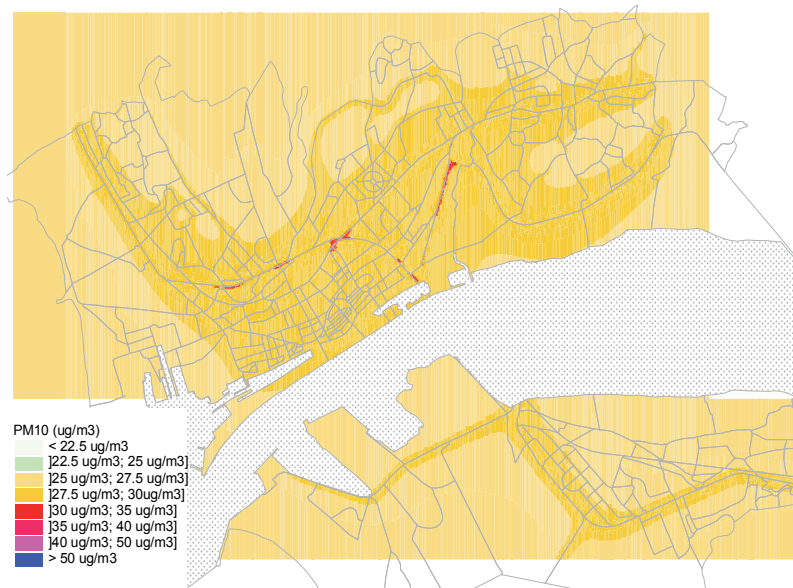 PM10 (ug/m3)
< 22.5 ug/m3
]22.5 ug/m3; 25 ug/m3]
]25 ug/m3; 27.5 ug/m3]
]27.5 ug/m3; 30ug/m3]
]30 ug/m3; 35 ug/m3]
]35 ug/m3; 40 ug/m3]
]40 ug/m3; 50 ug/m3]
> 50 ug/m3